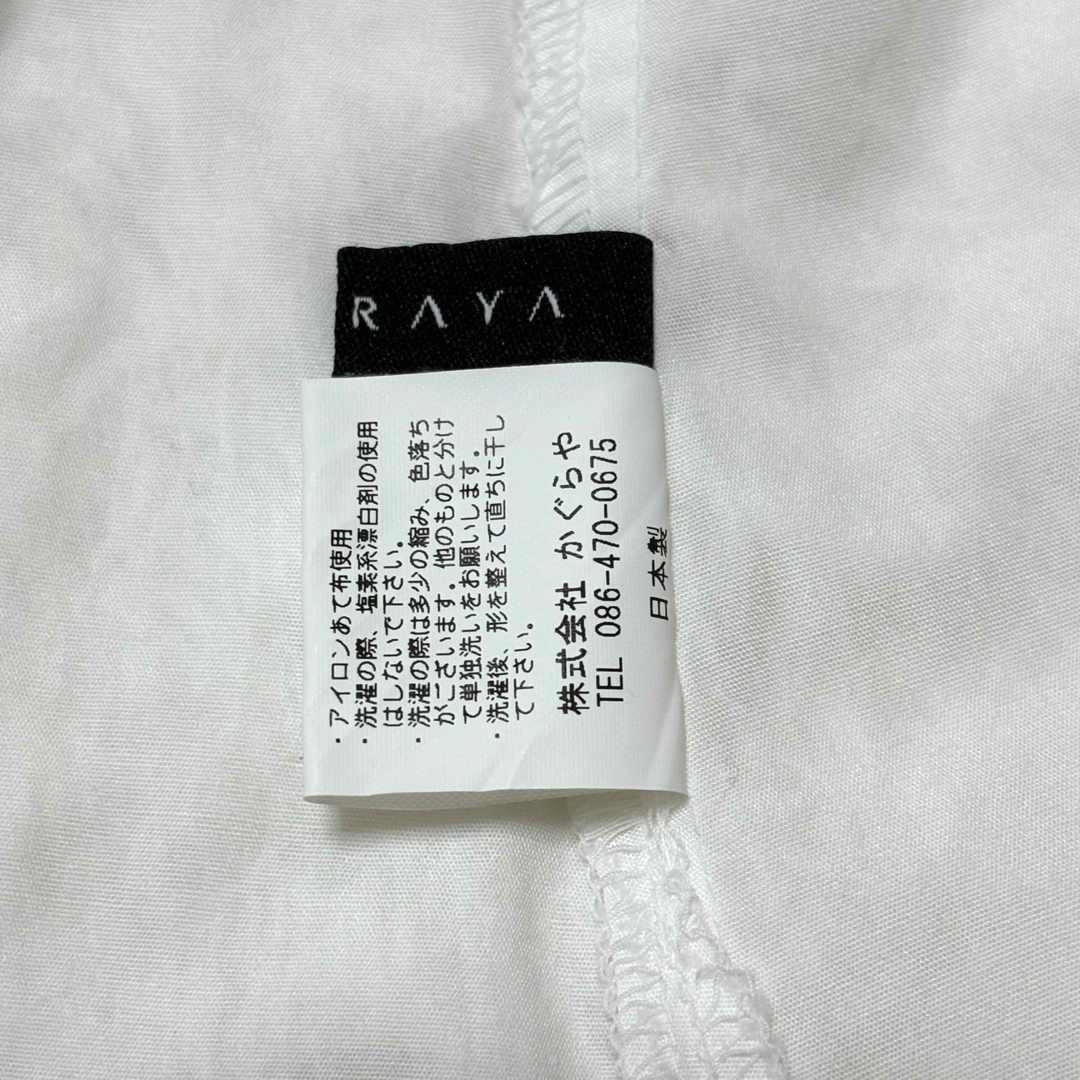 RAYA
・アイロンあて布使用
・洗濯の際、塩素系漂白剤の使用
はしないで下さい。
・洗濯の際は多少の縮み、色落ち
がございます。他のものと分け
て単独洗いをお願いします。
・洗濯後、形を整えて直ちに干し
て下さい。
株式会社 かぐらや
TEL 086-470-0675
日本製